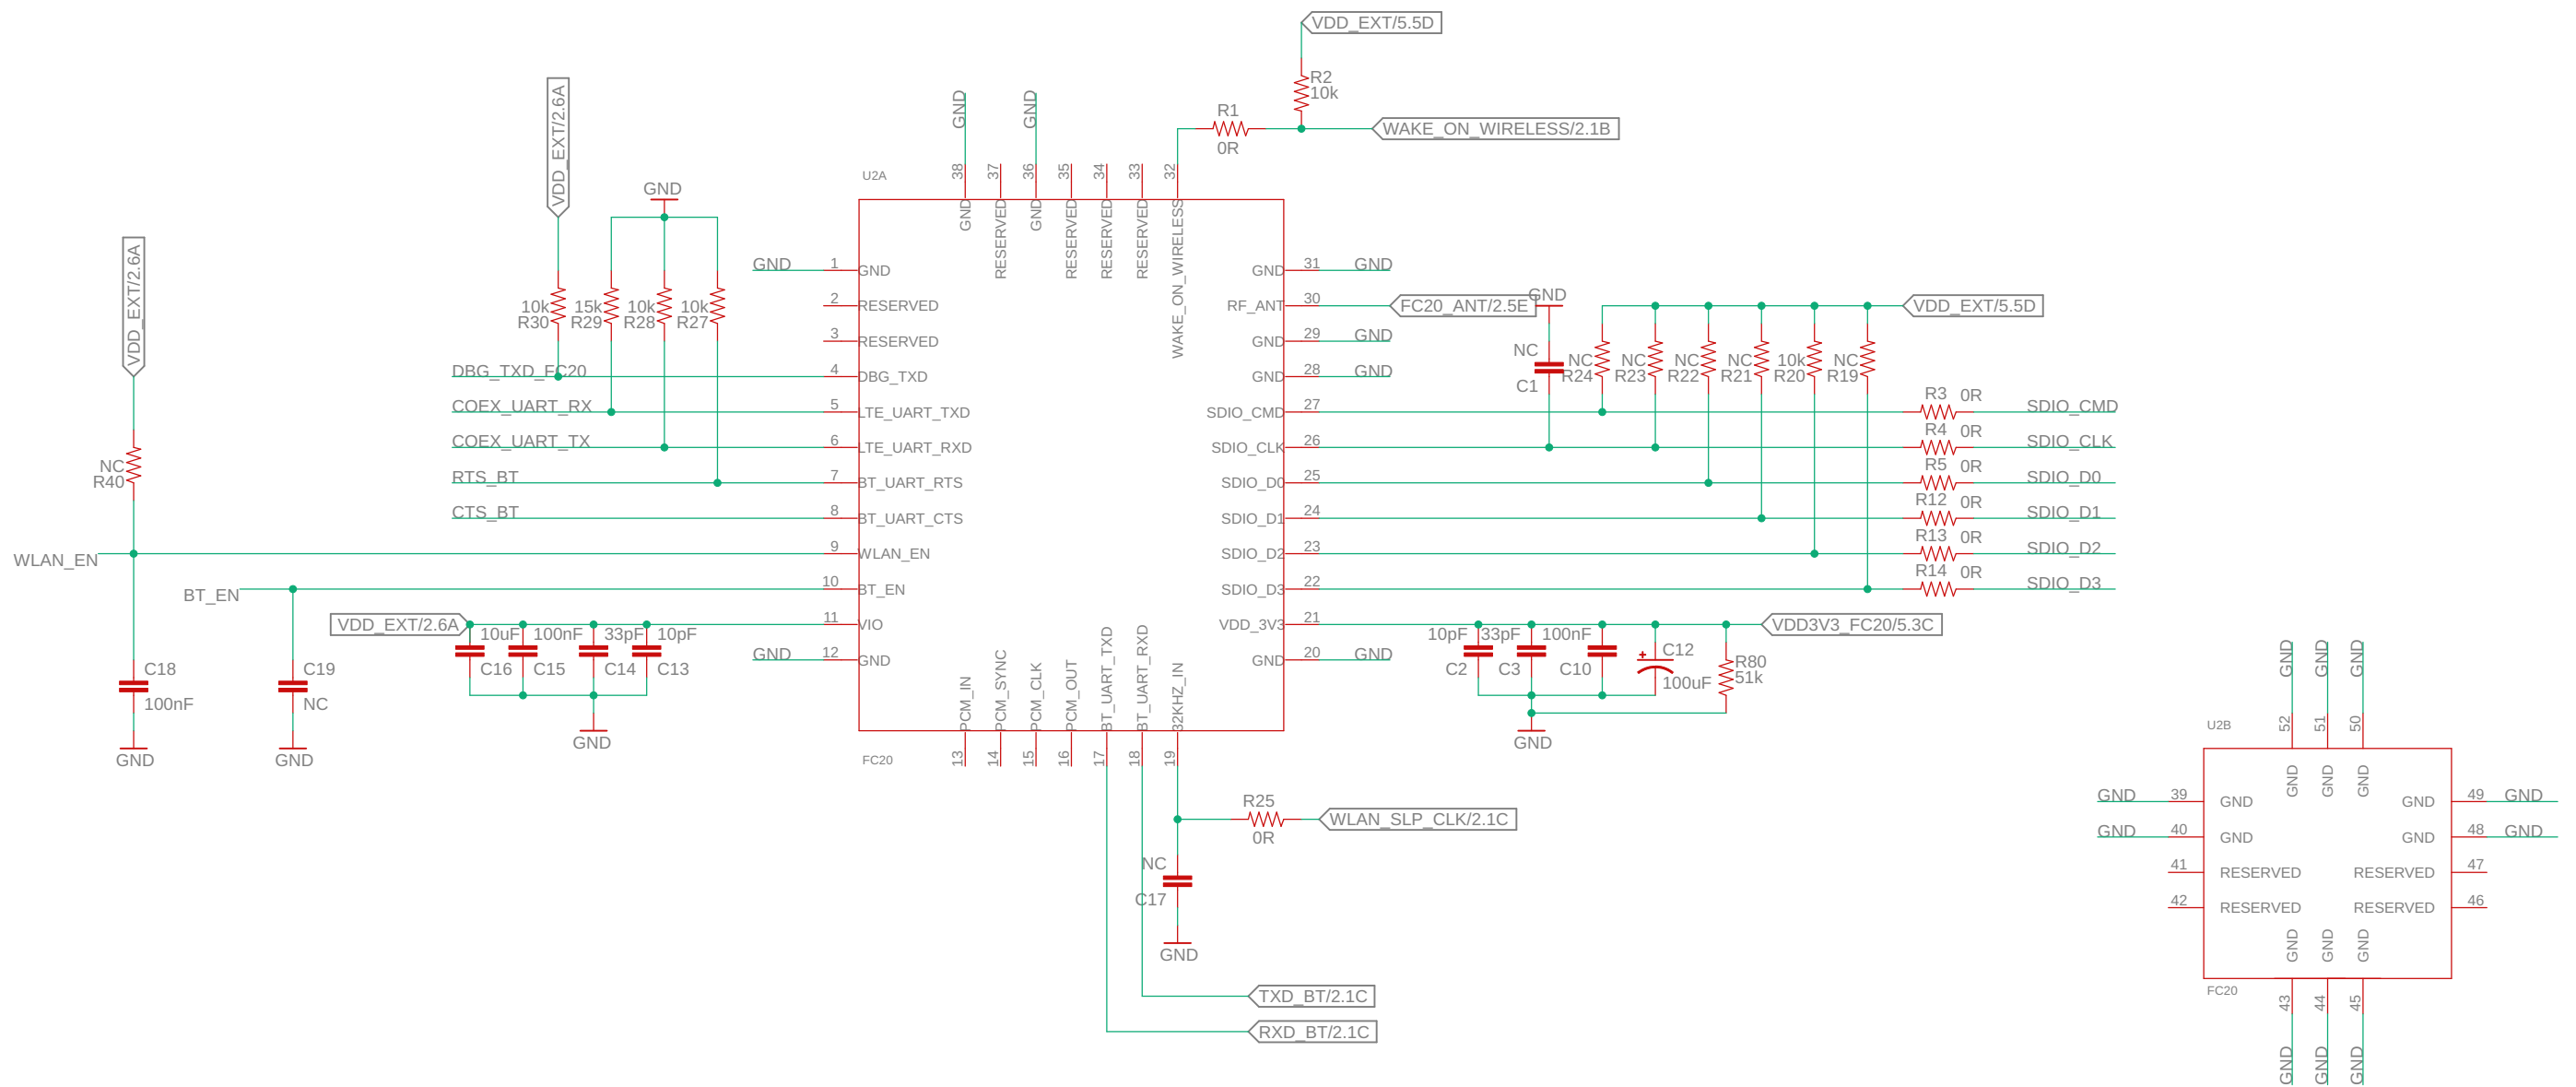 VDD_EXT/5.5D
R2
10k
R1
0R
WAKE_ON_WIRELESS/2.1B
VDD_EXT/2.6A
GND
GND
U2A
38
37
36
35
34
33
32
GND
RESERVED
GND
RESERVED
RESERVED
RESERVED
WAKE_ON_WIRELESS
GND
VDD_EXT/2.6A
10k
R30
15k
R29
10k
R28
10k
R27
GND 1 GND
2 RESERVED
3 RESERVED
DBG_TXD_FC20 4 DBG_TXD
COEX_UART_RX 5 LTE_UART_TXD
COEX_UART_TX 6 LTE_UART_RXD
RTS_BT 7 BT_UART_RTS
CTS_BT 8 BT_UART_CTS
WLAN_EN 9 WLAN_EN
BT_EN 10 BT_EN
VDD_EXT/2.6A 11 VIO
GND 12 GND
NC
R40
10uF
C16
100nF
C15
33pF
C14
10pF
C13
GND
C18
100nF
GND
C19
NC
GND
GND 31 GND
RF_ANT 30 FC20_ANT/2.5E
GND 29 GND
GND 28 GND
SDIO_CMD 27
SDIO_CLK 26
SDIO_D0 25
SDIO_D1 24
SDIO_D2 23
SDIO_D3 22
VDD_3V3 21 VDD3V3_FC20/5.3C
GND 20 GND
GND
NC
C1
NC
R24
NC
R23
NC
R22
NC
R21
10k
R20
NC
R19
VDD_EXT/5.5D
R3 0R SDIO_CMD
R4 0R SDIO_CLK
R5 0R SDIO_D0
R12 0R SDIO_D1
R13 0R SDIO_D2
R14 0R SDIO_D3
10pF
C2
33pF
C3
100nF
C10
+
C12
100uF
R80
51k
GND
PCM_IN
PCM_SYNC
PCM_CLK
PCM_OUT
BT_UART_TXD
BT_UART_RXD
32KHZ_IN
FC20
13
14
15
16
17
18
19
R25
0R
WLAN_SLP_CLK/2.1C
NC
C17
GND
TXD_BT/2.1C
RXD_BT/2.1C
GND
GND
GND
U2B
52
51
50
GND
GND
GND
GND 39 GND
GND 49 GND
GND 40 GND
GND 48 GND
41 RESERVED
RESERVED 47
42 RESERVED
RESERVED 46
GND
GND
GND
FC20
43
44
45
GND
GND
GND